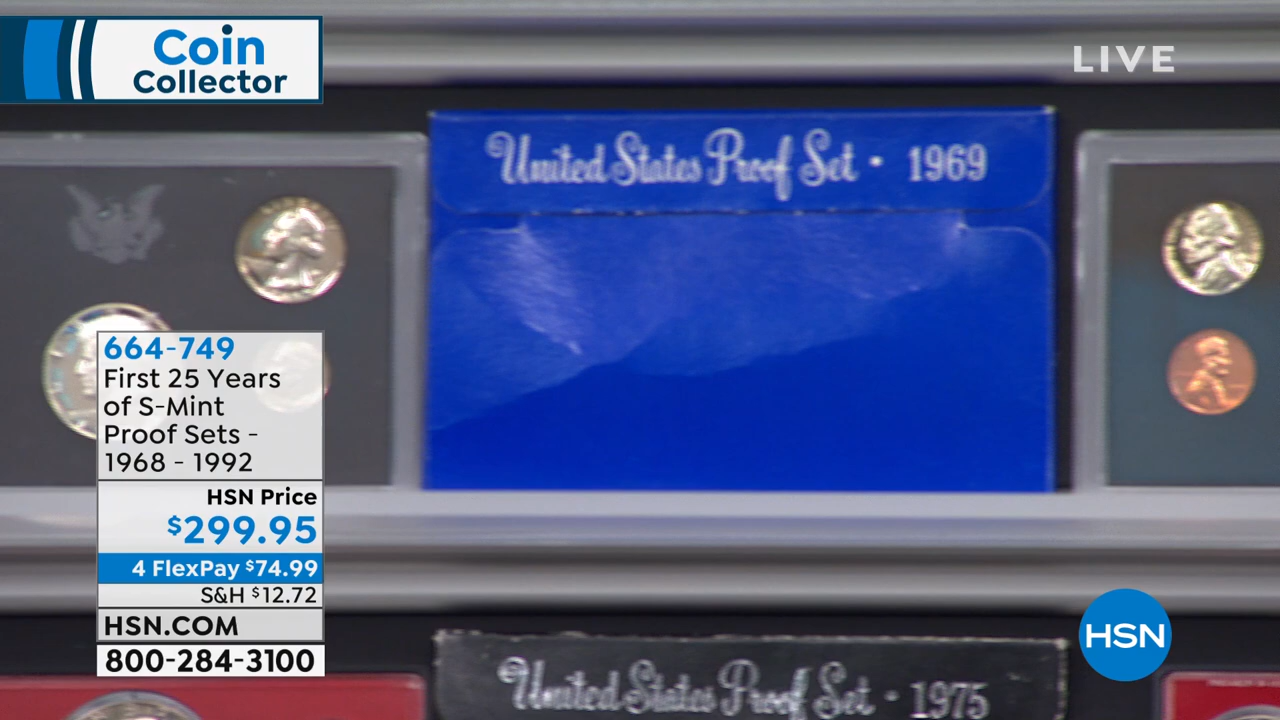 Coin
Collector
LIVE
United States Proof Set • 1969
664-749
First 25 Years
of S-Mint
Proof Sets -
1968 - 1992
HSN Price
$299.95
4 FlexPay $74.99
S&H $12.72
HSN.COM
800-284-3100
HSN
United States Proof Set • 1975